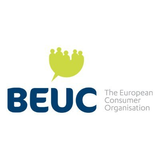 BEUC
The European
Consumer
Organisation